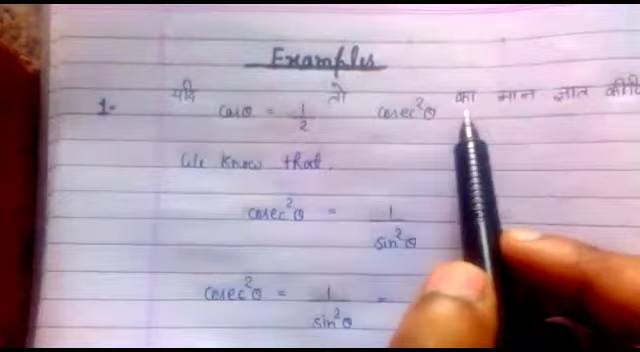 Examples
1. यदि cosθ = 1/2 तो cosec²θ का मान ज्ञात
We know that.
cosec²θ = 1/sin²θ
cosec²θ = 1/sin²θ =